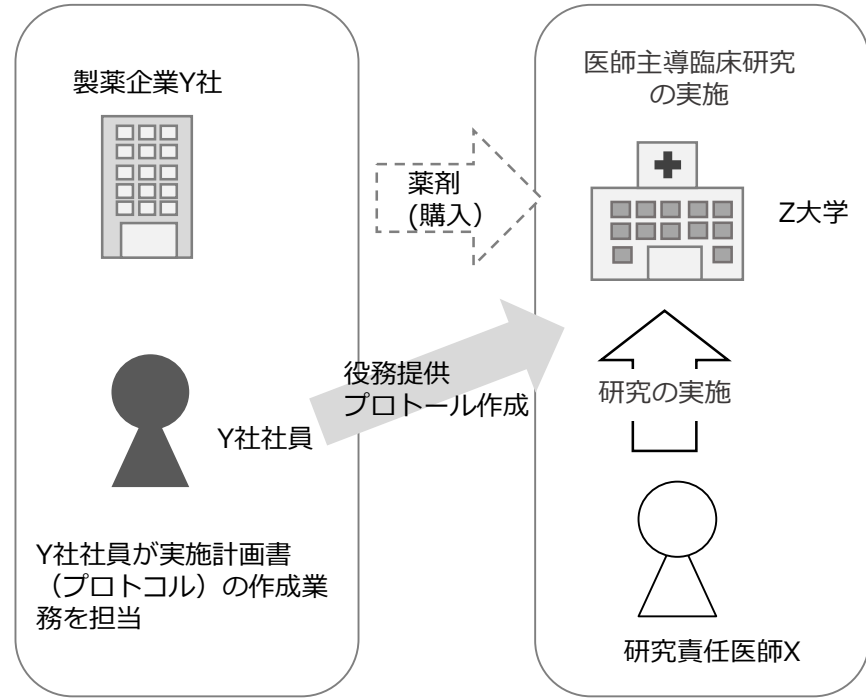 製薬企業Y社
医師主導臨床研究
の実施
薬剤
(購入）
Z大学
役務提供
プロトール作成
研究の実施
Y社社員
Y社社員が実施計画書
（プロトコル）の作成業
務を担当
研究責任医師X